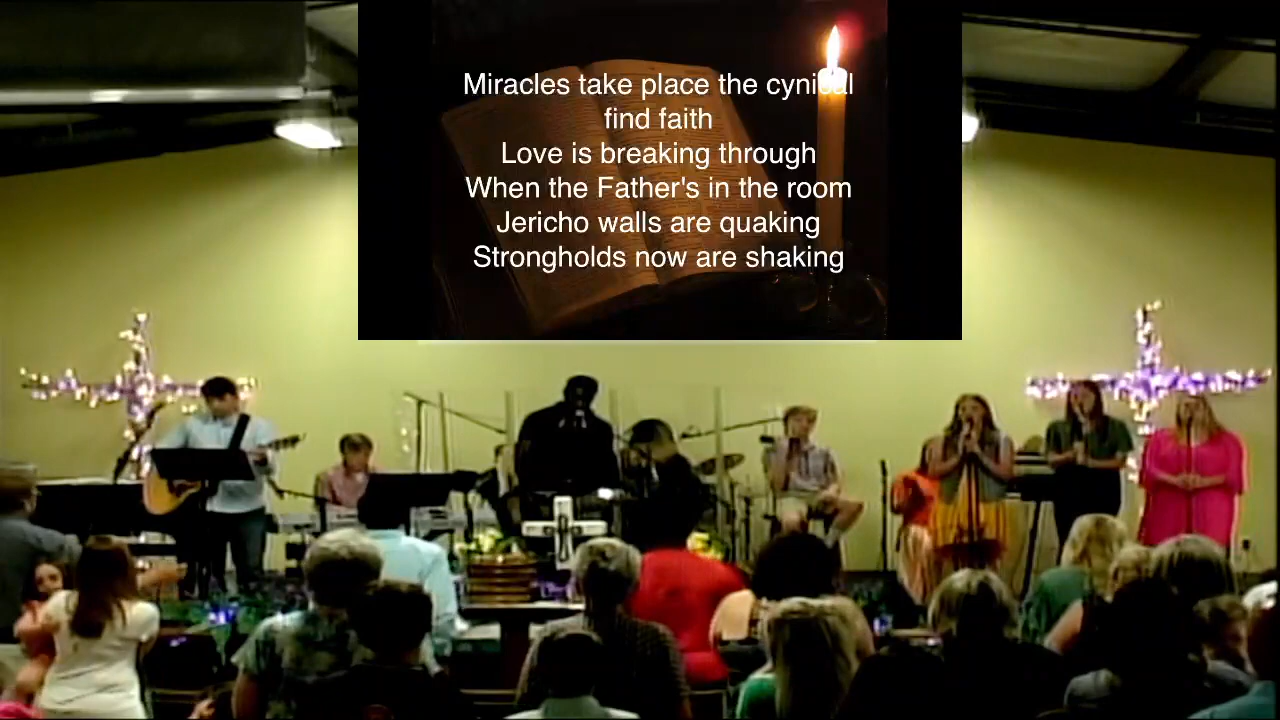 Miracles take place the cynical
find faith
Love is breaking through
When the Father's in the room
Jericho walls are quaking
Strongholds now are shaking